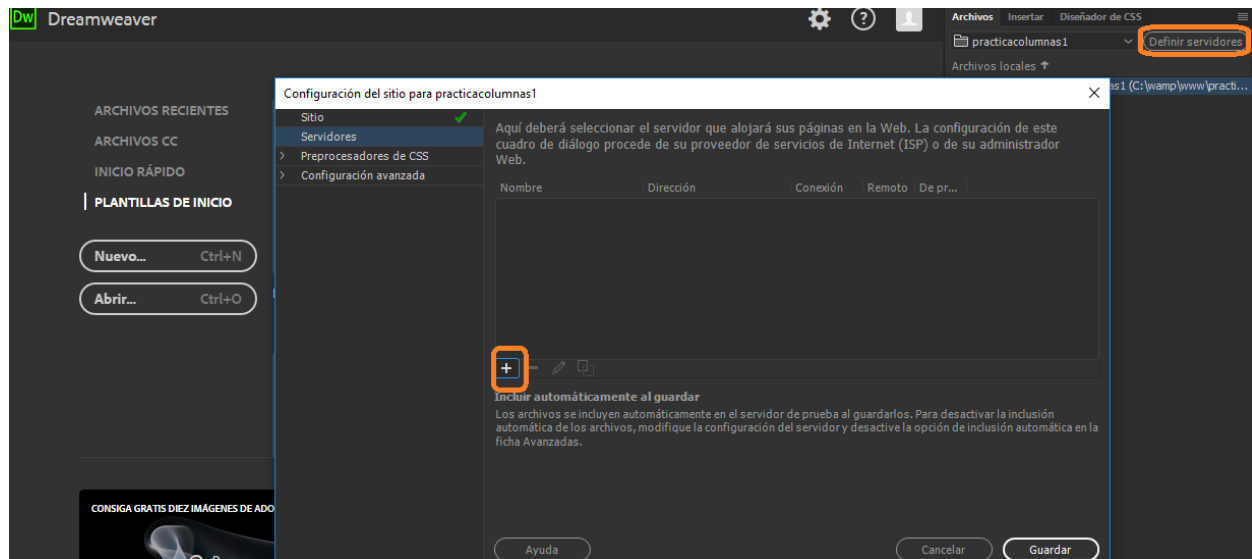 Dw Dreamweaver
Archivos Insertar Diseñador de CSS
practicacolumnas1 Definir servidores
Archivos locales
s1 (C:\wamp\www\practi...
ARCHIVOS RECIENTES
ARCHIVOS CC
INICIO RÁPIDO
PLANTILLAS DE INICIO
Nuevo... Ctrl+N
Abrir... Ctrl+O
CONSIGA GRATIS DIEZ IMÁGENES DE ADO
Configuración del sitio para practicacolumnas1
Sitio
Servidores
Preprocesadores de CSS
Configuración avanzada
Aquí deberá seleccionar el servidor que alojará sus páginas en la Web. La configuración de este
cuadro de diálogo procede de su proveedor de servicios de Internet (ISP) o de su administrador
Web.
Nombre Dirección Conexión Remoto De pr...
Incluir automáticamente al guardar
Los archivos se incluyen automáticamente en el servidor de prueba al guardarlos. Para desactivar la inclusión
automática de los archivos, modifique la configuración del servidor y desactive la opción de inclusión automática en la
ficha Avanzadas.
Ayuda Cancelar Guardar